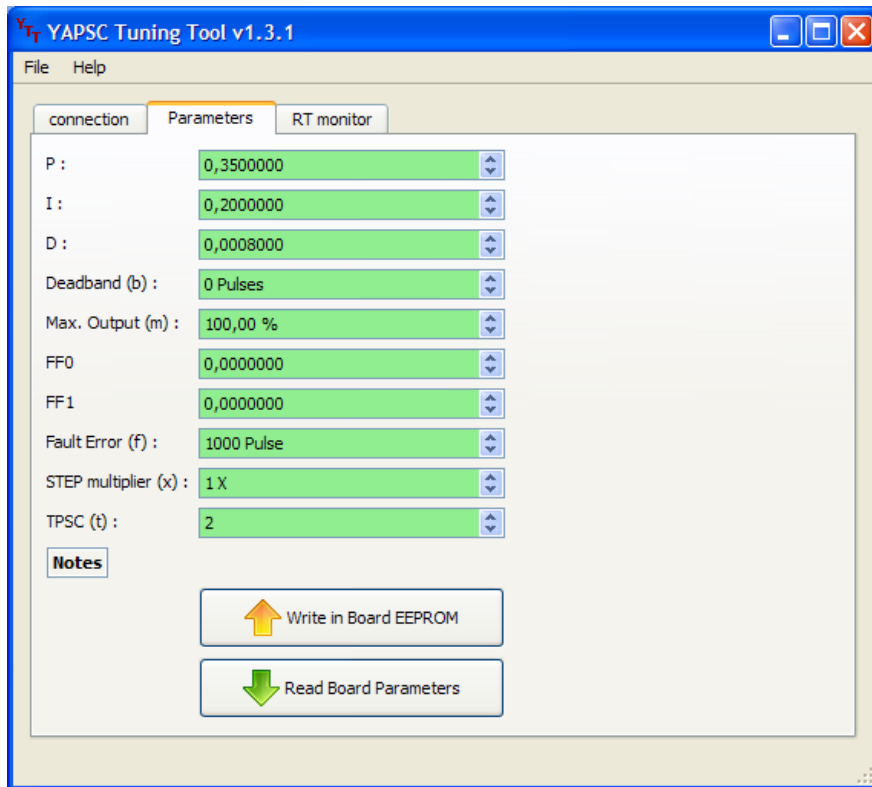 YTT YAPSC Tuning Tool v1.3.1
File Help
connection Parameters RT monitor
P : 0,3500000
I : 0,2000000
D : 0,0008000
Deadband (b) : 0 Pulses
Max. Output (m) : 100,00 %
FF0 0,0000000
FF1 0,0000000
Fault Error (f) : 1000 Pulse
STEP multiplier (x) : 1 X
TPSC (t) : 2
Notes
Write in Board EEPROM
Read Board Parameters